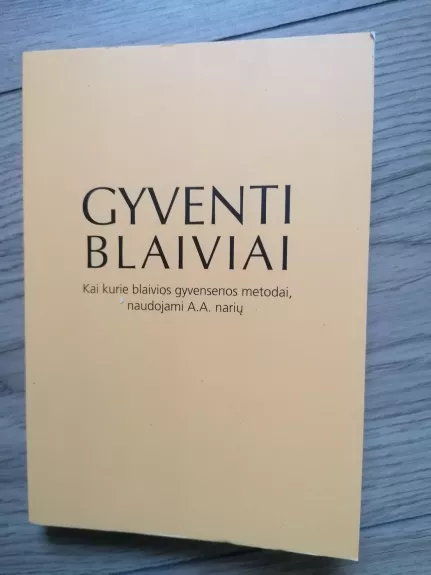 GYVENTI
BLAIVIAI
Kai kurie blaivios gyvensenos metodai,
naudojami A.A. narių